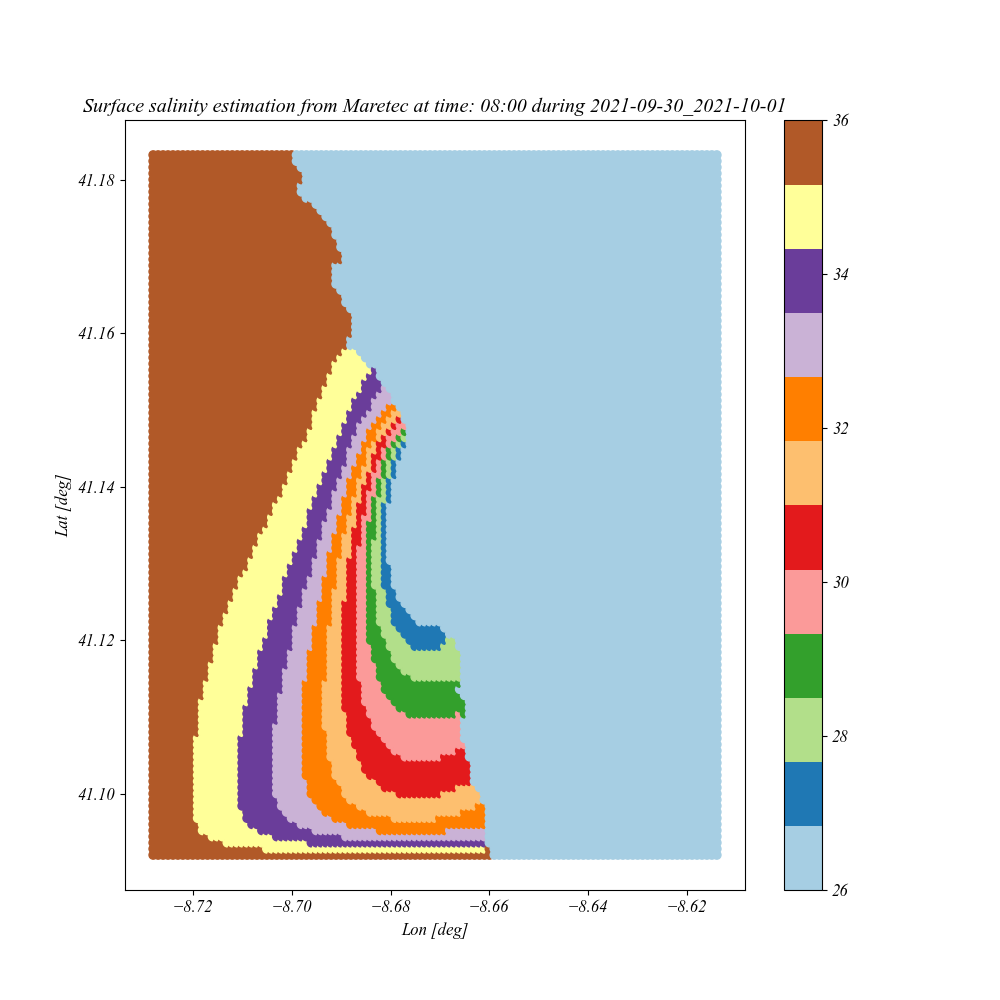 Surface salinity estimation from Maretec at time: 08:00 during 2021-09-30_2021-10-01
36
34
32
30
28
26
41.18
41.16
41.14
41.12
41.10
Lat [deg]
−8.72 −8.70 −8.68 −8.66 −8.64 −8.62
Lon [deg]